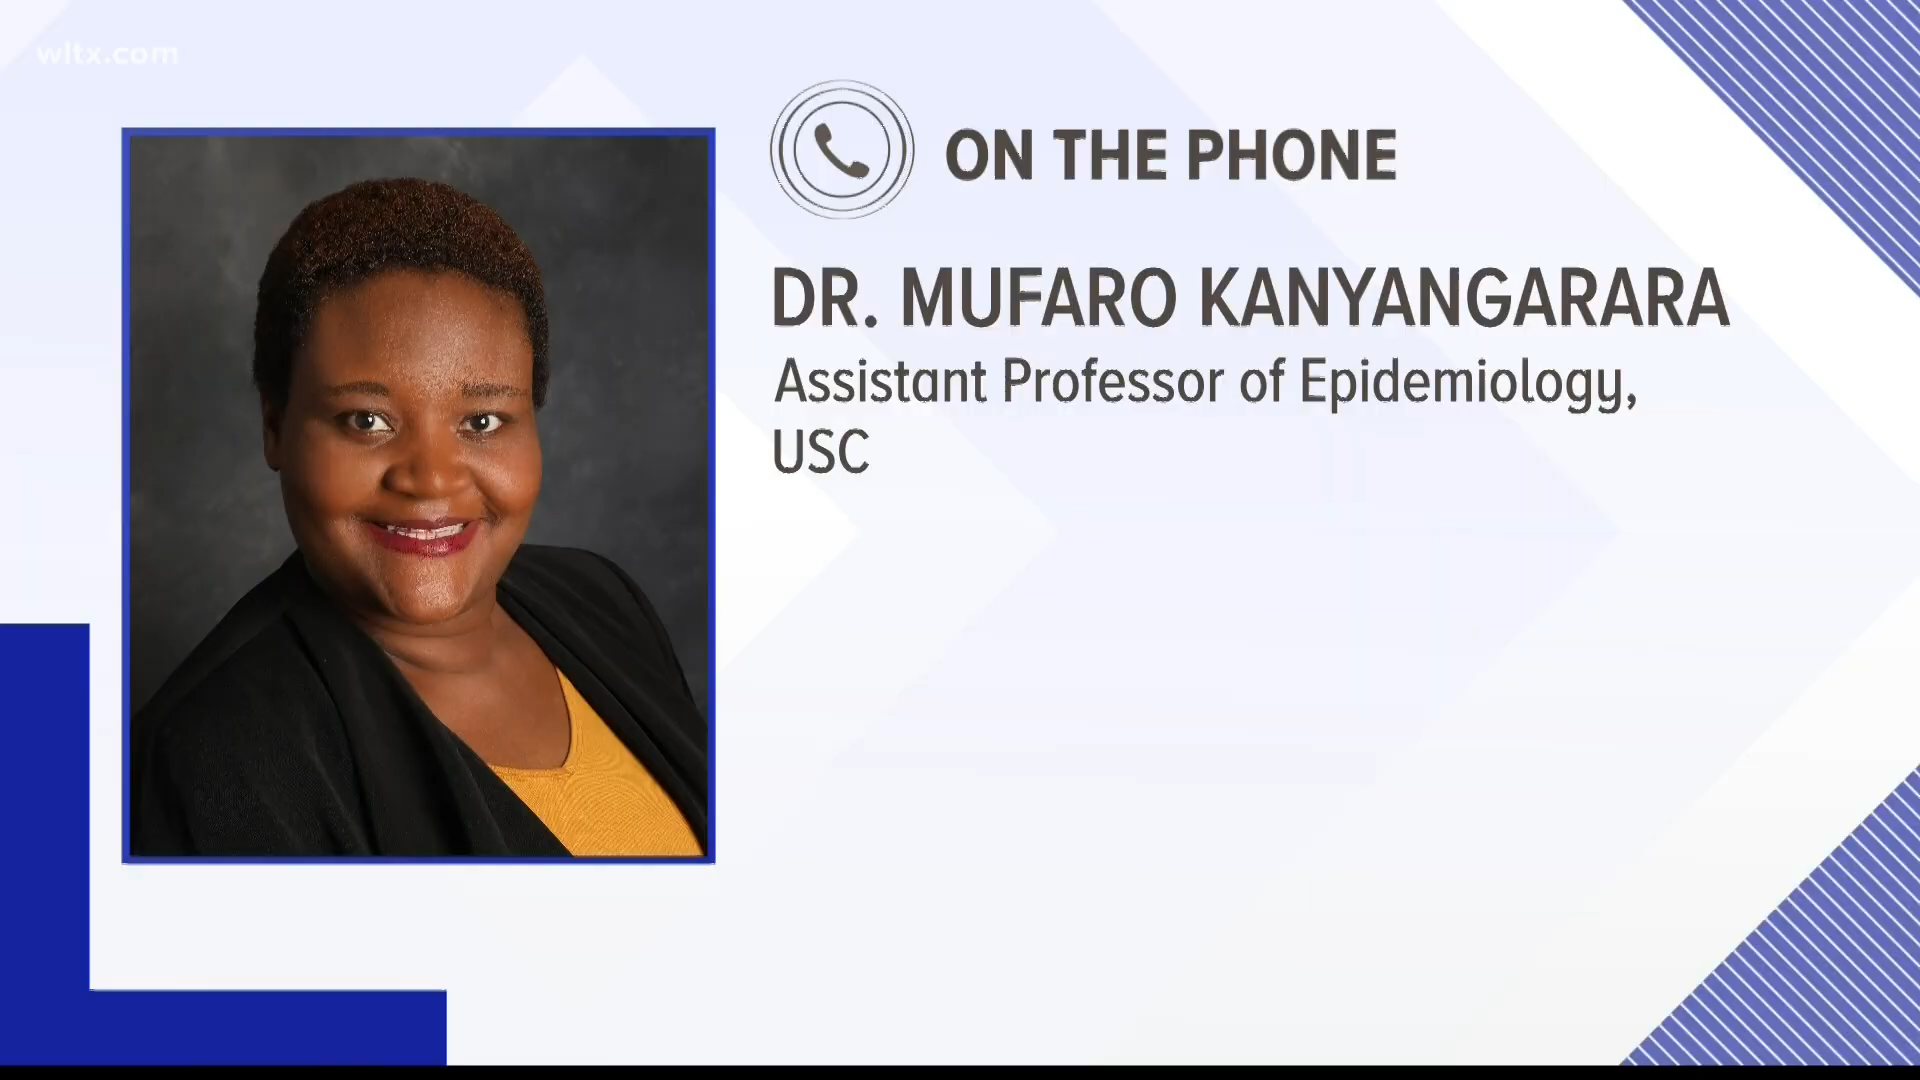 wltx.com
ON THE PHONE
DR. MUFARO KANYANGARARA
Assistant Professor of Epidemiology,
USC